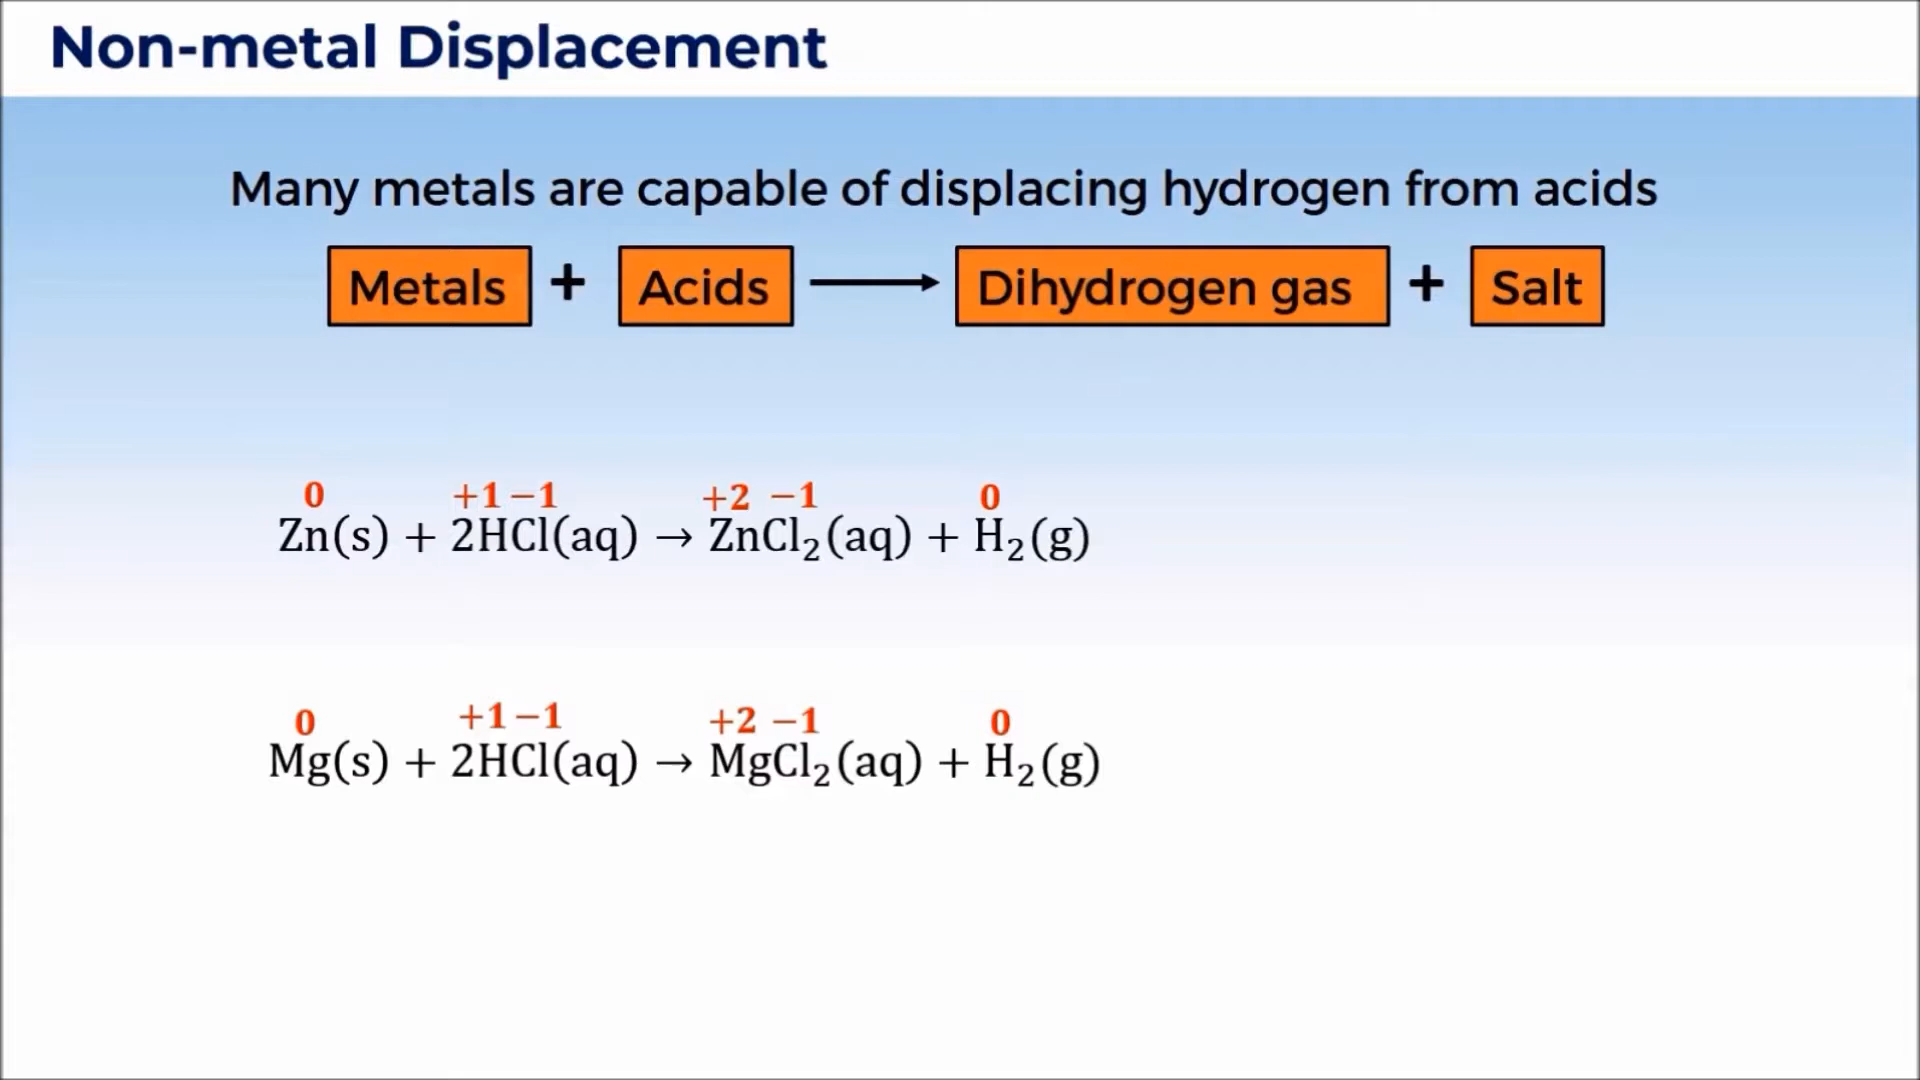 Non-metal Displacement
Many metals are capable of displacing hydrogen from acids
Metals + Acids ⟶ Dihydrogen gas + Salt
0 +1 −1 +2 −1 0
Zn(s) + 2HCl(aq) → ZnCl₂(aq) + H₂(g)
0 +1 −1 +2 −1 0
Mg(s) + 2HCl(aq) → MgCl₂(aq) + H₂(g)